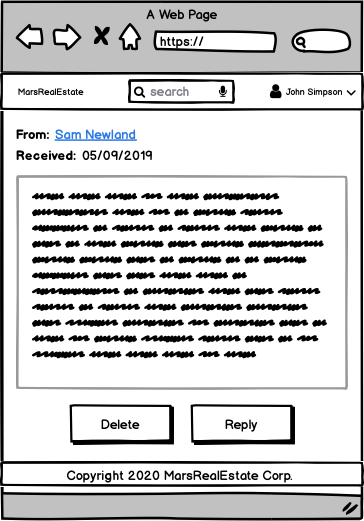 A Web Page
https://
MarsRealEstate
search
John Simpson
From: Sam Newland
Received: 05/09/2019
Delete
Reply
Copyright 2020 MarsRealEstate Corp.